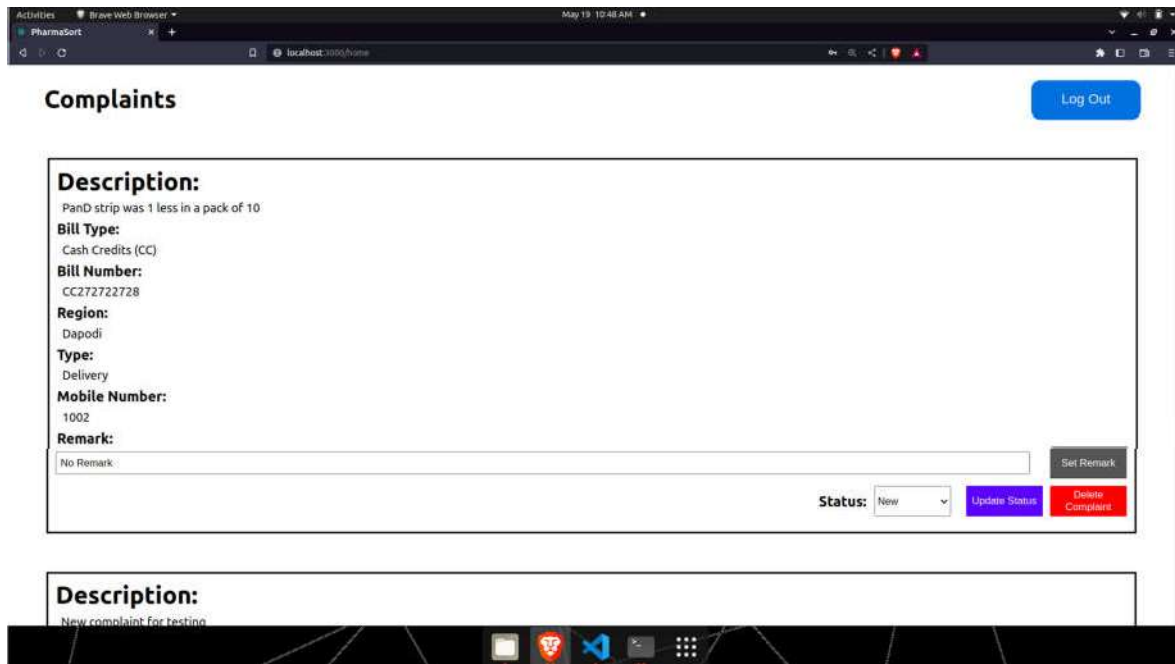 Activities Brave Web Browser May 19 10:48 AM
PharmaSort
localhost:3000/home
Complaints
Log Out
Description:
PanD strip was 1 less in a pack of 10
Bill Type:
Cash Credits (CC)
Bill Number:
CC272722728
Region:
Dapodi
Type:
Delivery
Mobile Number:
1002
Remark:
No Remark
Set Remark
Status: New Update Status Delete
Complaint
Description:
New complaint for testing